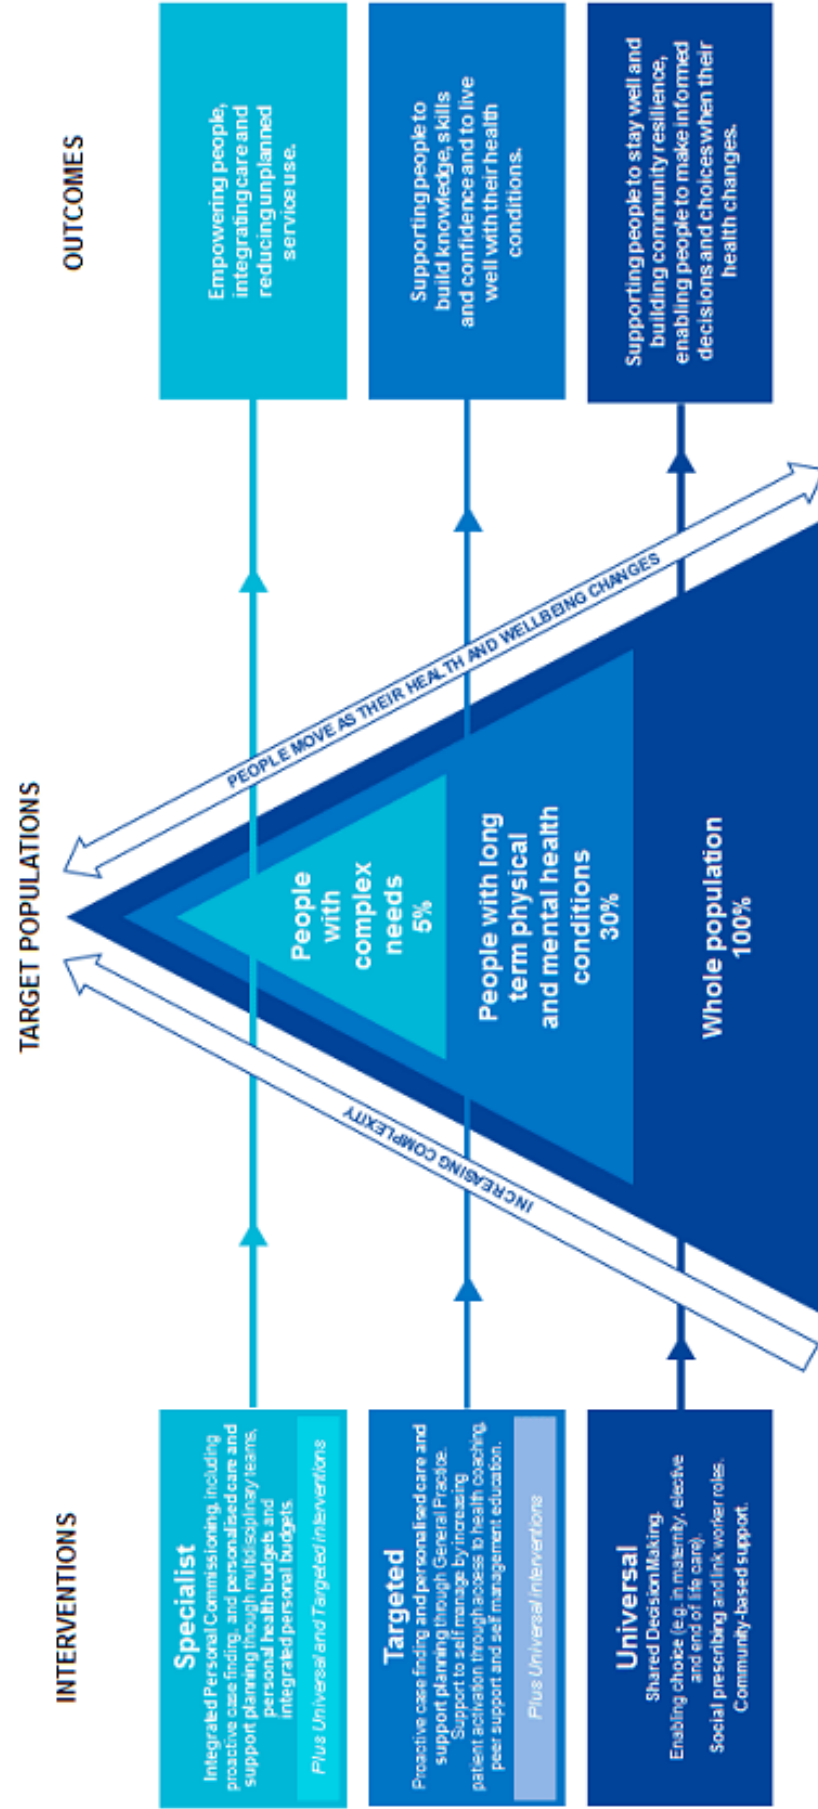 INTERVENTIONS
TARGET POPULATIONS
OUTCOMES
Specialist
Integrated Personal Commissioning, including
proactive case finding, and personalised care and
support planning through multidisciplinary teams,
personal health budgets and
integrated personal budgets.
Plus Universal and Targeted interventions
Targeted
Proactive case finding and personalised care and
support planning through General Practice.
Support to self manage by increasing
patient activation through access to health coaching,
peer support and self management education.
Plus Universal interventions
Universal
Shared Decision Making.
Enabling choice (e.g. in maternity, elective
and end of life care).
Social prescribing and link worker roles.
Community-based support.
INCREASING COMPLEXITY
People
with
complex
needs
5%
People with long
term physical
and mental health
conditions
30%
Whole population
100%
PEOPLE MOVE AS THEIR HEALTH AND WELLBEING CHANGES
Empowering people,
integrating care and
reducing unplanned
service use.
Supporting people to
build knowledge, skills
and confidence and to live
well with their health
conditions.
Supporting people to stay well and
building community resilience,
enabling people to make informed
decisions and choices when their
health changes.